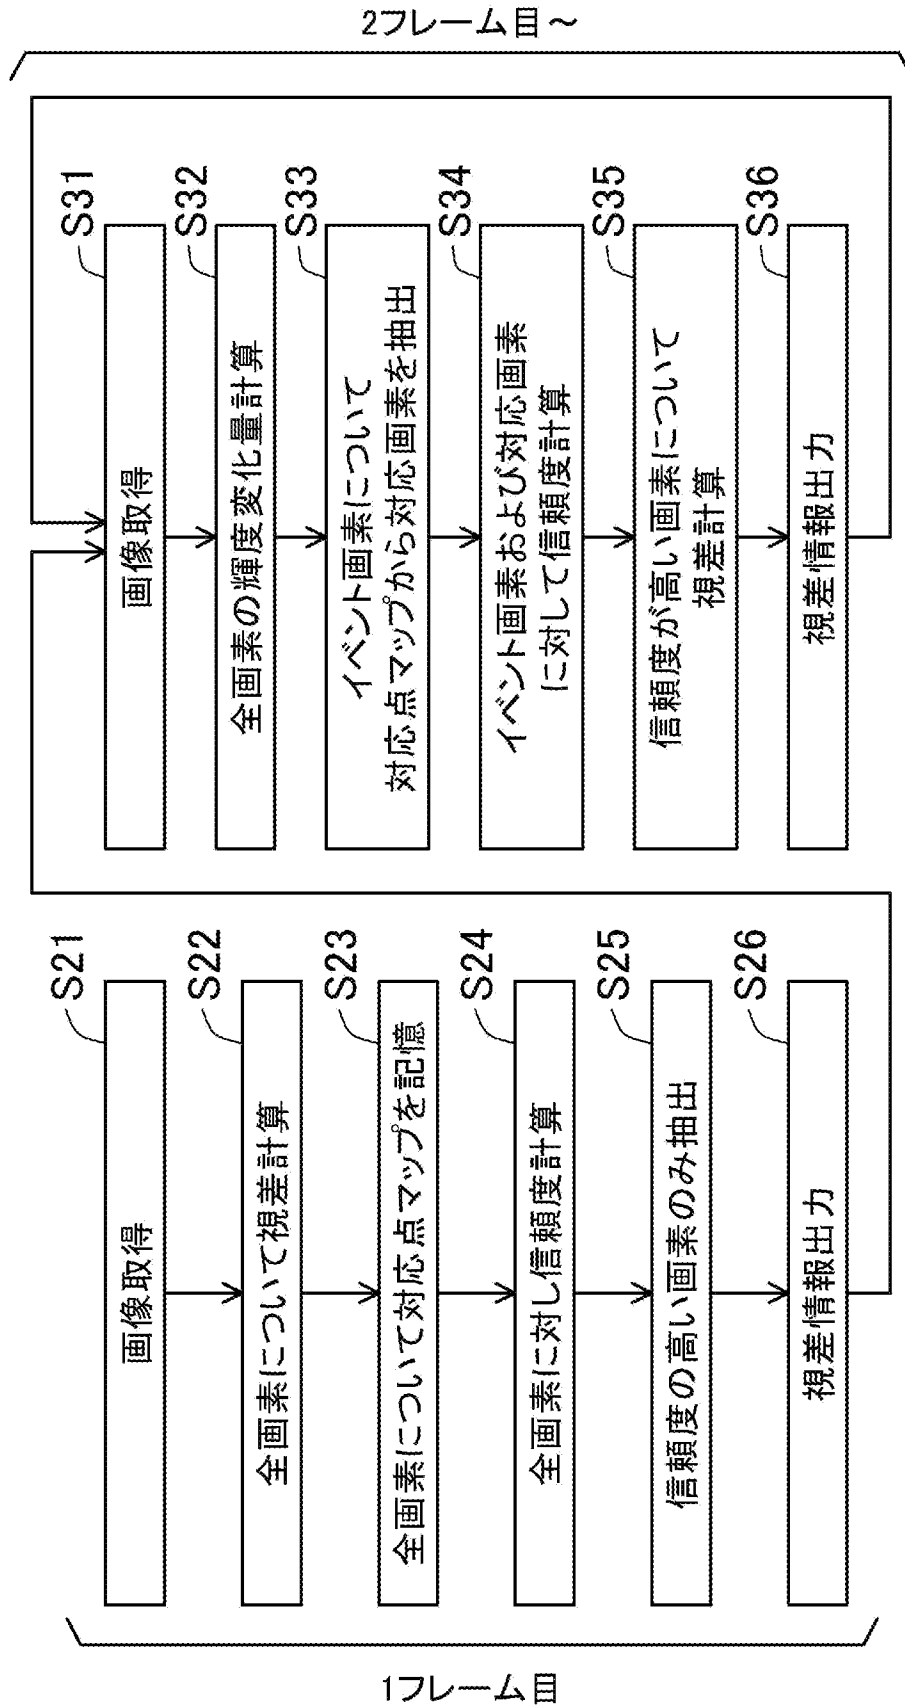 1フレーム目
S21
画像取得
S22
全画素について視差計算
S23
全画素について対応点マップを記憶
S24
全画素に対し信頼度計算
S25
信頼度の高い画素のみ抽出
S26
視差情報出力
2フレーム目～
S31
画像取得
S32
全画素の輝度変化量計算
S33
イベント画素について
対応点マップから対応画素を抽出
S34
イベント画素および対応画素
に対して信頼度計算
S35
信頼度が高い画素について
視差計算
S36
視差情報出力